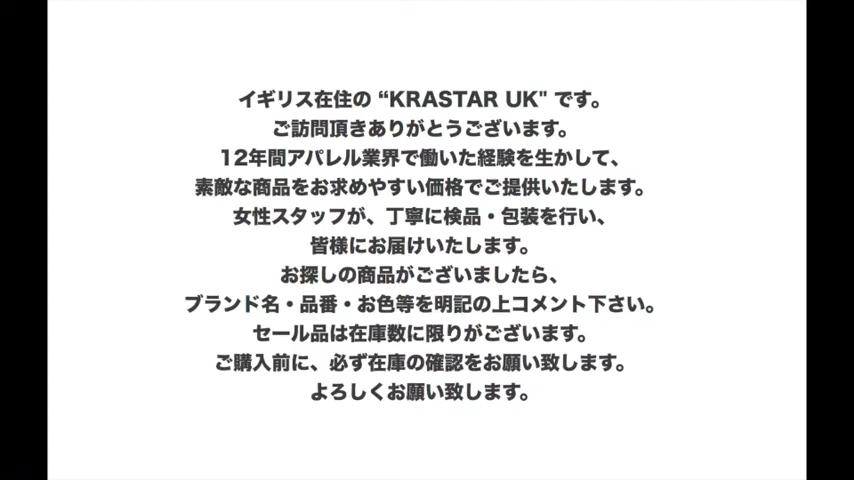 イギリス在住の “KRASTAR UK" です。
ご訪問頂きありがとうございます。
12年間アパレル業界で働いた経験を生かして、
素敵な商品をお求めやすい価格でご提供いたします。
女性スタッフが、丁寧に検品・包装を行い、
皆様にお届けいたします。
お探しの商品がございましたら、
ブランド名・品番・お色等を明記の上コメント下さい。
セール品は在庫数に限りがございます。
ご購入前に、必ず在庫の確認をお願い致します。
よろしくお願い致します。